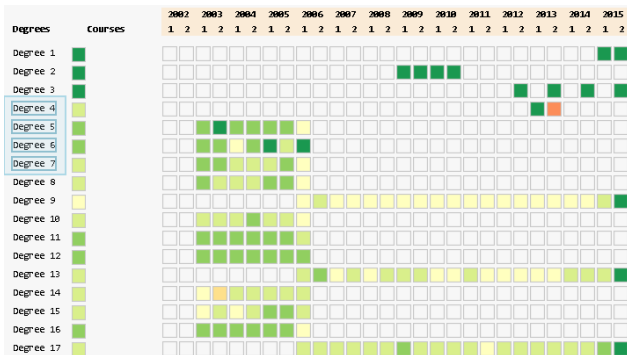 2002 2003 2004 2005 2006 2007 2008 2009 2010 2011 2012 2013 2014 2015
Degrees Courses 1 2 1 2 1 2 1 2 1 2 1 2 1 2 1 2 1 2 1 2 1 2 1 2 1 2 1 2
Degree 1
Degree 2
Degree 3
Degree 4
Degree 5
Degree 6
Degree 7
Degree 8
Degree 9
Degree 10
Degree 11
Degree 12
Degree 13
Degree 14
Degree 15
Degree 16
Degree 17